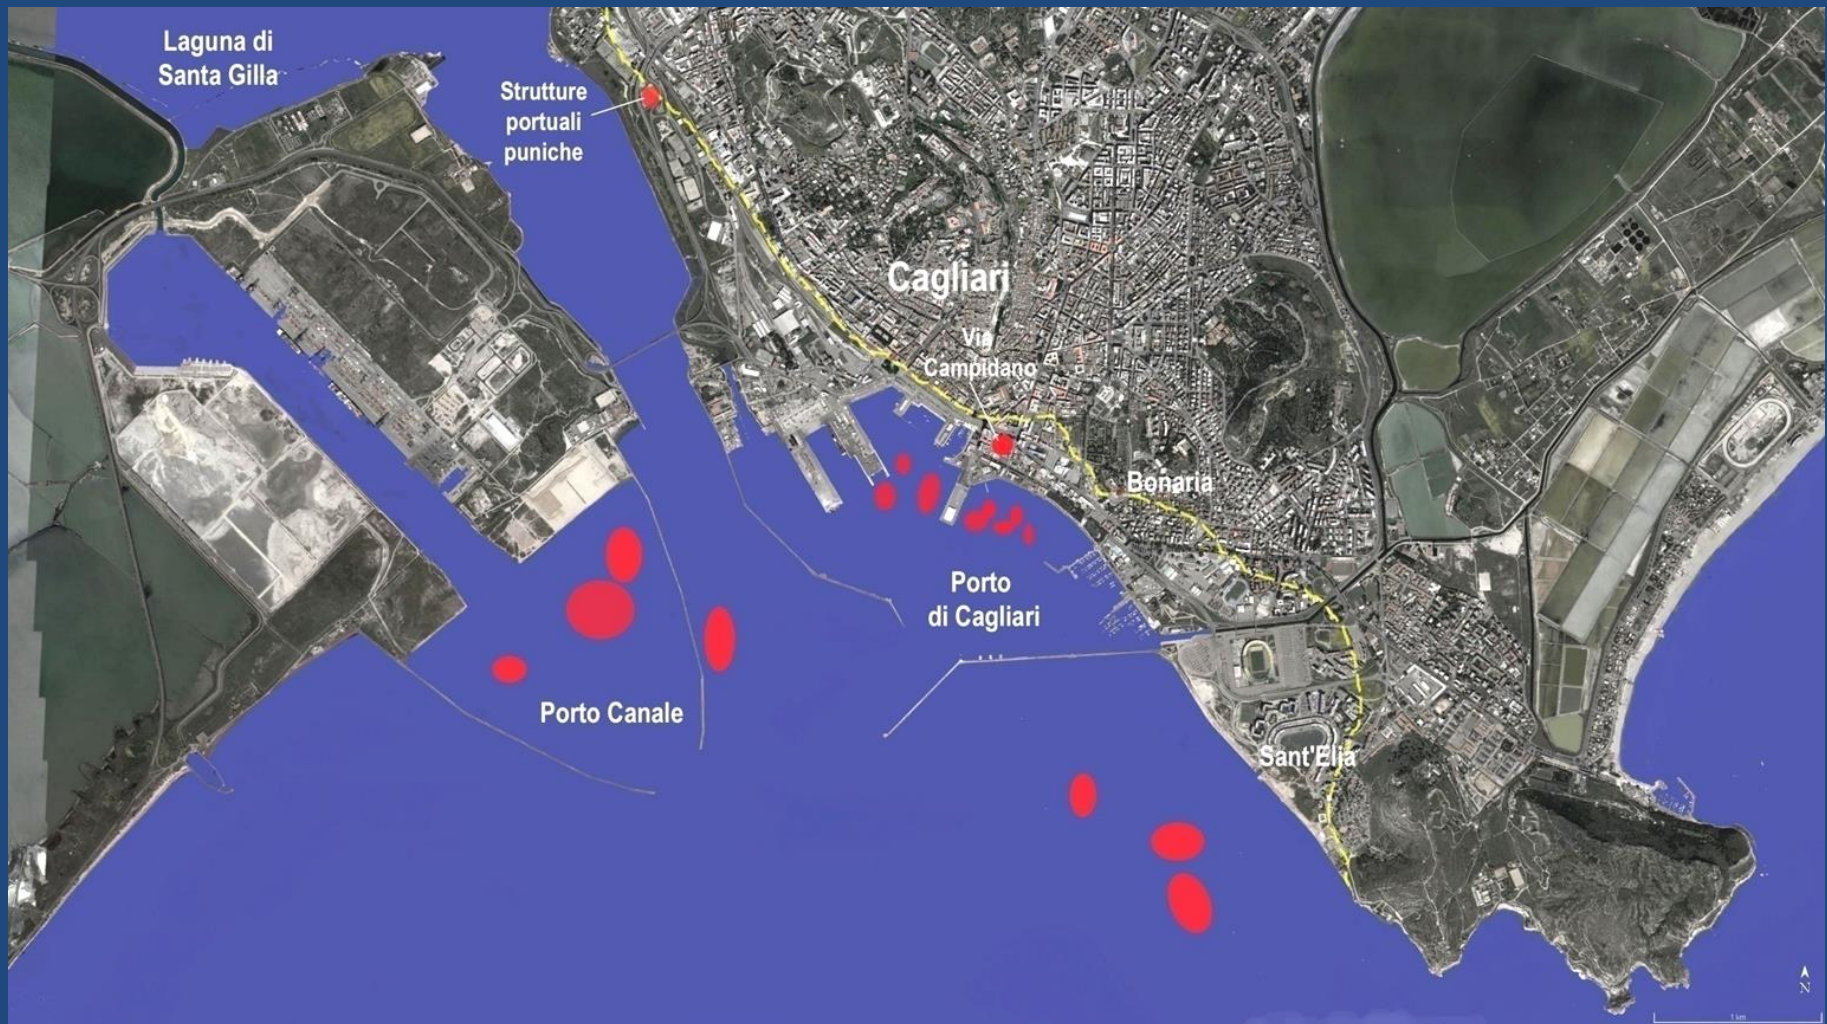 Laguna di
Santa Gilla
Strutture
portuali
puniche
Cagliari
Via
Campidano
Bonaria
Porto
di Cagliari
Porto Canale
Sant'Elia
N
1 km